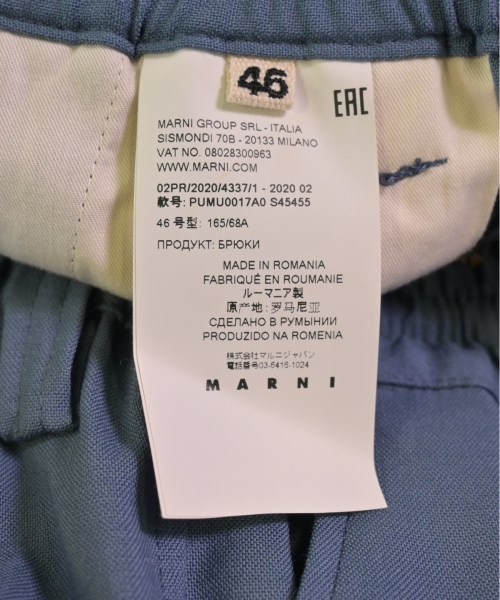 46
EAC
MARNI GROUP SRL - ITALIA
SISMONDI 70B - 20133 MILANO
VAT NO. 08028300963
WWW.MARNI.COM
02PR/2020/4337/1 - 2020 02
款号: PUMU0017A0 S45455
46 号型: 165/68A
ПРОДУКТ: БРЮКИ
MADE IN ROMANIA
FABRIQUÉ EN ROUMANIE
ルーマニア製
原产地: 罗马尼亚
СДЕЛАНО В РУМЫНИИ
PRODUZIDO NA ROMENIA
株式会社マルニジャパン
電話番号03-5416-1024
MARNI